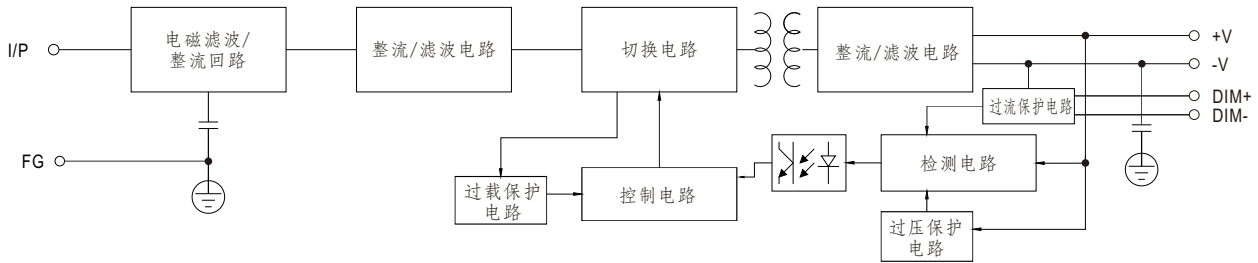 I/P
电磁滤波/
整流回路
整流/滤波电路
切换电路
整流/滤波电路
+V
-V
过流保护电路
DIM+
DIM-
FG
过载保护
电路
控制电路
检测电路
过压保护
电路